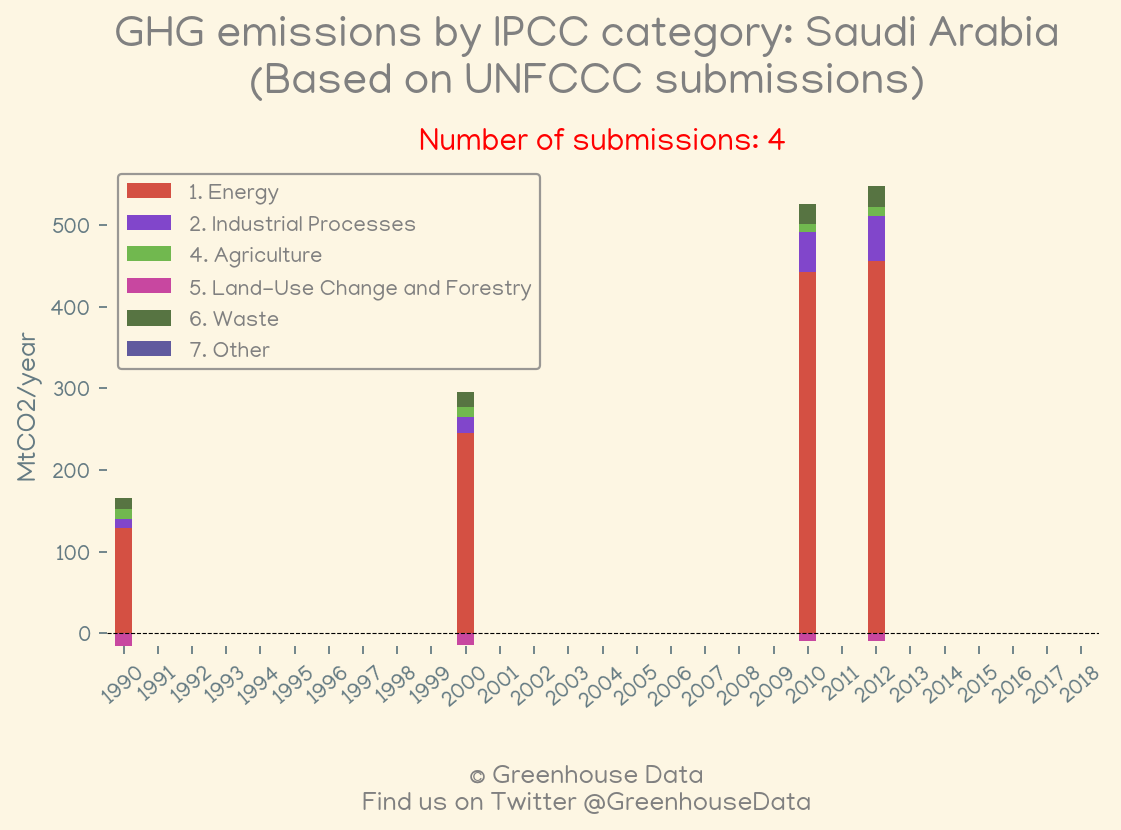 GHG emissions by IPCC category: Saudi Arabia
(Based on UNFCCC submissions)
Number of submissions: 4
1. Energy
2. Industrial Processes
4. Agriculture
5. Land-Use Change and Forestry
6. Waste
7. Other
MtCO2/year
500
400
300
200
100
0
1990 1991 1992 1993 1994 1995 1996 1997 1998 1999 2000 2001 2002 2003 2004 2005 2006 2007 2008 2009 2010 2011 2012 2013 2014 2015 2016 2017 2018
© Greenhouse Data
Find us on Twitter @GreenhouseData